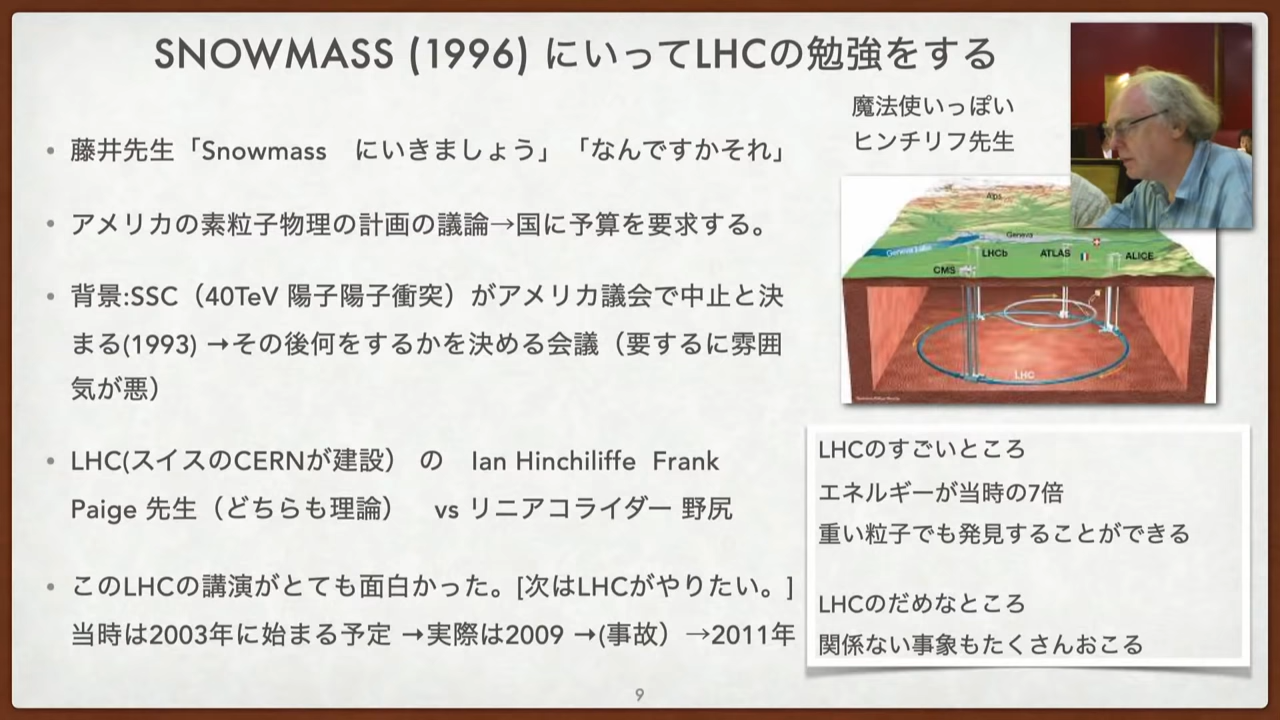 SNOWMASS (1996) にいってLHCの勉強をする
魔法使いっぽい
ヒンチリフ先生
• 藤井先生「Snowmass　にいきましょう」「なんですかそれ」
• アメリカの素粒子物理の計画の議論→国に予算を要求する。
• 背景:SSC（40TeV 陽子陽子衝突）がアメリカ議会で中止と決
まる(1993) →その後何をするかを決める会議（要するに雰囲
気が悪）
• LHC(スイスのCERNが建設） の　Ian Hinchiliffe  Frank
Paige 先生（どちらも理論）　vs リニアコライダー 野尻
• このLHCの講演がとても面白かった。[次はLHCがやりたい。]
当時は2003年に始まる予定 →実際は2009 →(事故）→2011年
Alps
Geneva
Geneva Lake
LHCb
ATLAS
ALICE
CMS
LHC
LHCのすごいところ
エネルギーが当時の7倍
重い粒子でも発見することができる
LHCのだめなところ
関係ない事象もたくさんおこる
9